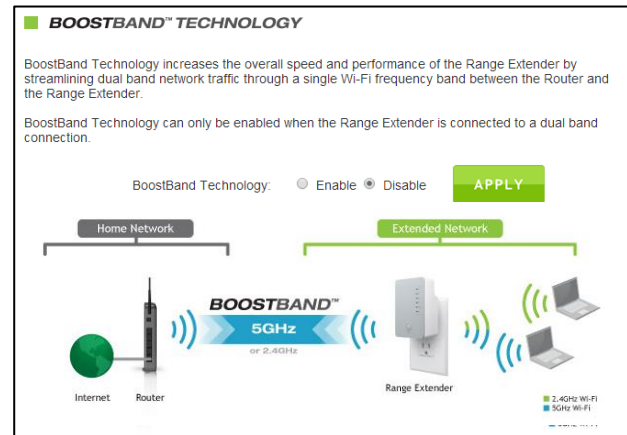 BOOSTBAND™ TECHNOLOGY
BoostBand Technology increases the overall speed and performance of the Range Extender by
streamlining dual band network traffic through a single Wi-Fi frequency band between the Router and
the Range Extender.
BoostBand Technology can only be enabled when the Range Extender is connected to a dual band
connection.
BoostBand Technology: Enable Disable APPLY
Home Network Extended Network
BOOSTBAND™
5GHz
or 2.4GHz
Internet Router Range Extender
2.4GHz Wi-Fi
5GHz Wi-Fi